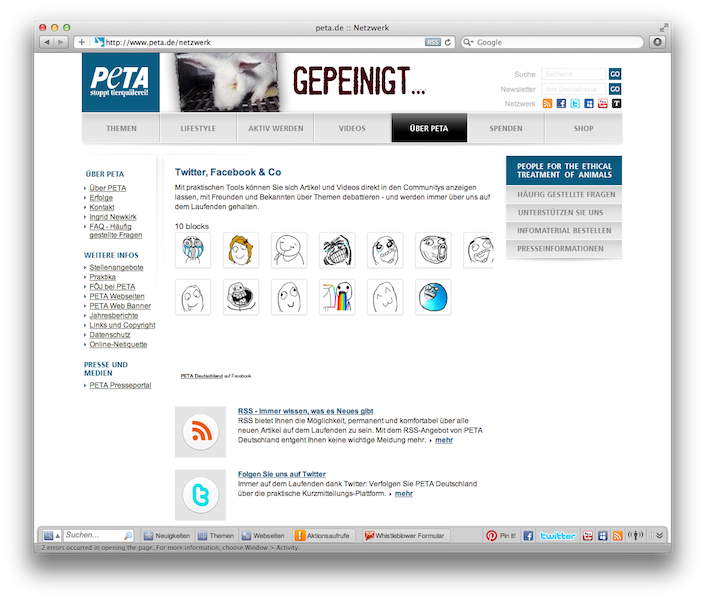 peta.de :: Netzwerk
http://www.peta.de/netzwerk
RSS
Google
PETA
stoppt tierquälerei!
GEPEINIGT...
Suche
Suchwort
GO
Newsletter
Ihre Emailadresse
GO
Netzwerk
THEMEN
LIFESTYLE
AKTIV WERDEN
VIDEOS
ÜBER PETA
SPENDEN
SHOP
ÜBER PETA
Über PETA
Erfolge
Kontakt
Ingrid Newkirk
FAQ - Häufig
gestellte Fragen
WEITERE INFOS
Stellenangebote
Praktika
FÖJ bei PETA
PETA Webseiten
PETA Web Banner
Jahresberichte
Links und Copyright
Datenschutz
Online-Netiquette
PRESSE UND
MEDIEN
PETA Presseportal
Twitter, Facebook & Co
Mit praktischen Tools können Sie sich Artikel und Videos direkt in den Communitys anzeigen
lassen, mit Freunden und Bekannten über Themen debattieren - und werden immer über uns auf
dem Laufenden gehalten.
10 blocks
PETA Deutschland auf Facebook
RSS - Immer wissen, was es Neues gibt
RSS bietet Ihnen die Möglichkeit, permanent und komfortabel über alle
neuen Artikel auf dem Laufenden zu sein. Mit dem RSS-Angebot von PETA
Deutschland entgeht Ihnen keine wichtige Meldung mehr. mehr
Folgen Sie uns auf Twitter
Immer auf dem Laufenden dank Twitter: Verfolgen Sie PETA Deutschland
über die praktische Kurzmitteilungs-Plattform. mehr
PEOPLE FOR THE ETHICAL
TREATMENT OF ANIMALS
HÄUFIG GESTELLTE FRAGEN
UNTERSTÜTZEN SIE UNS
INFOMATERIAL BESTELLEN
PRESSEINFORMATIONEN
Suchen...
Neuigkeiten
Themen
Webseiten
Aktionsaufrufe
Whistleblower Formular
Pin It!
twitter
2 errors occurred in opening the page. For more information, choose Window > Activity.